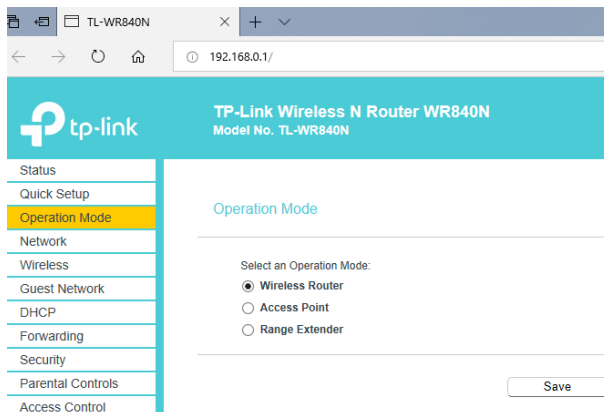 TL-WR840N
192.168.0.1/
tp-link
TP-Link Wireless N Router WR840N
Model No. TL-WR840N
Status
Quick Setup
Operation Mode
Network
Wireless
Guest Network
DHCP
Forwarding
Security
Parental Controls
Access Control
Operation Mode
Select an Operation Mode:
Wireless Router
Access Point
Range Extender
Save